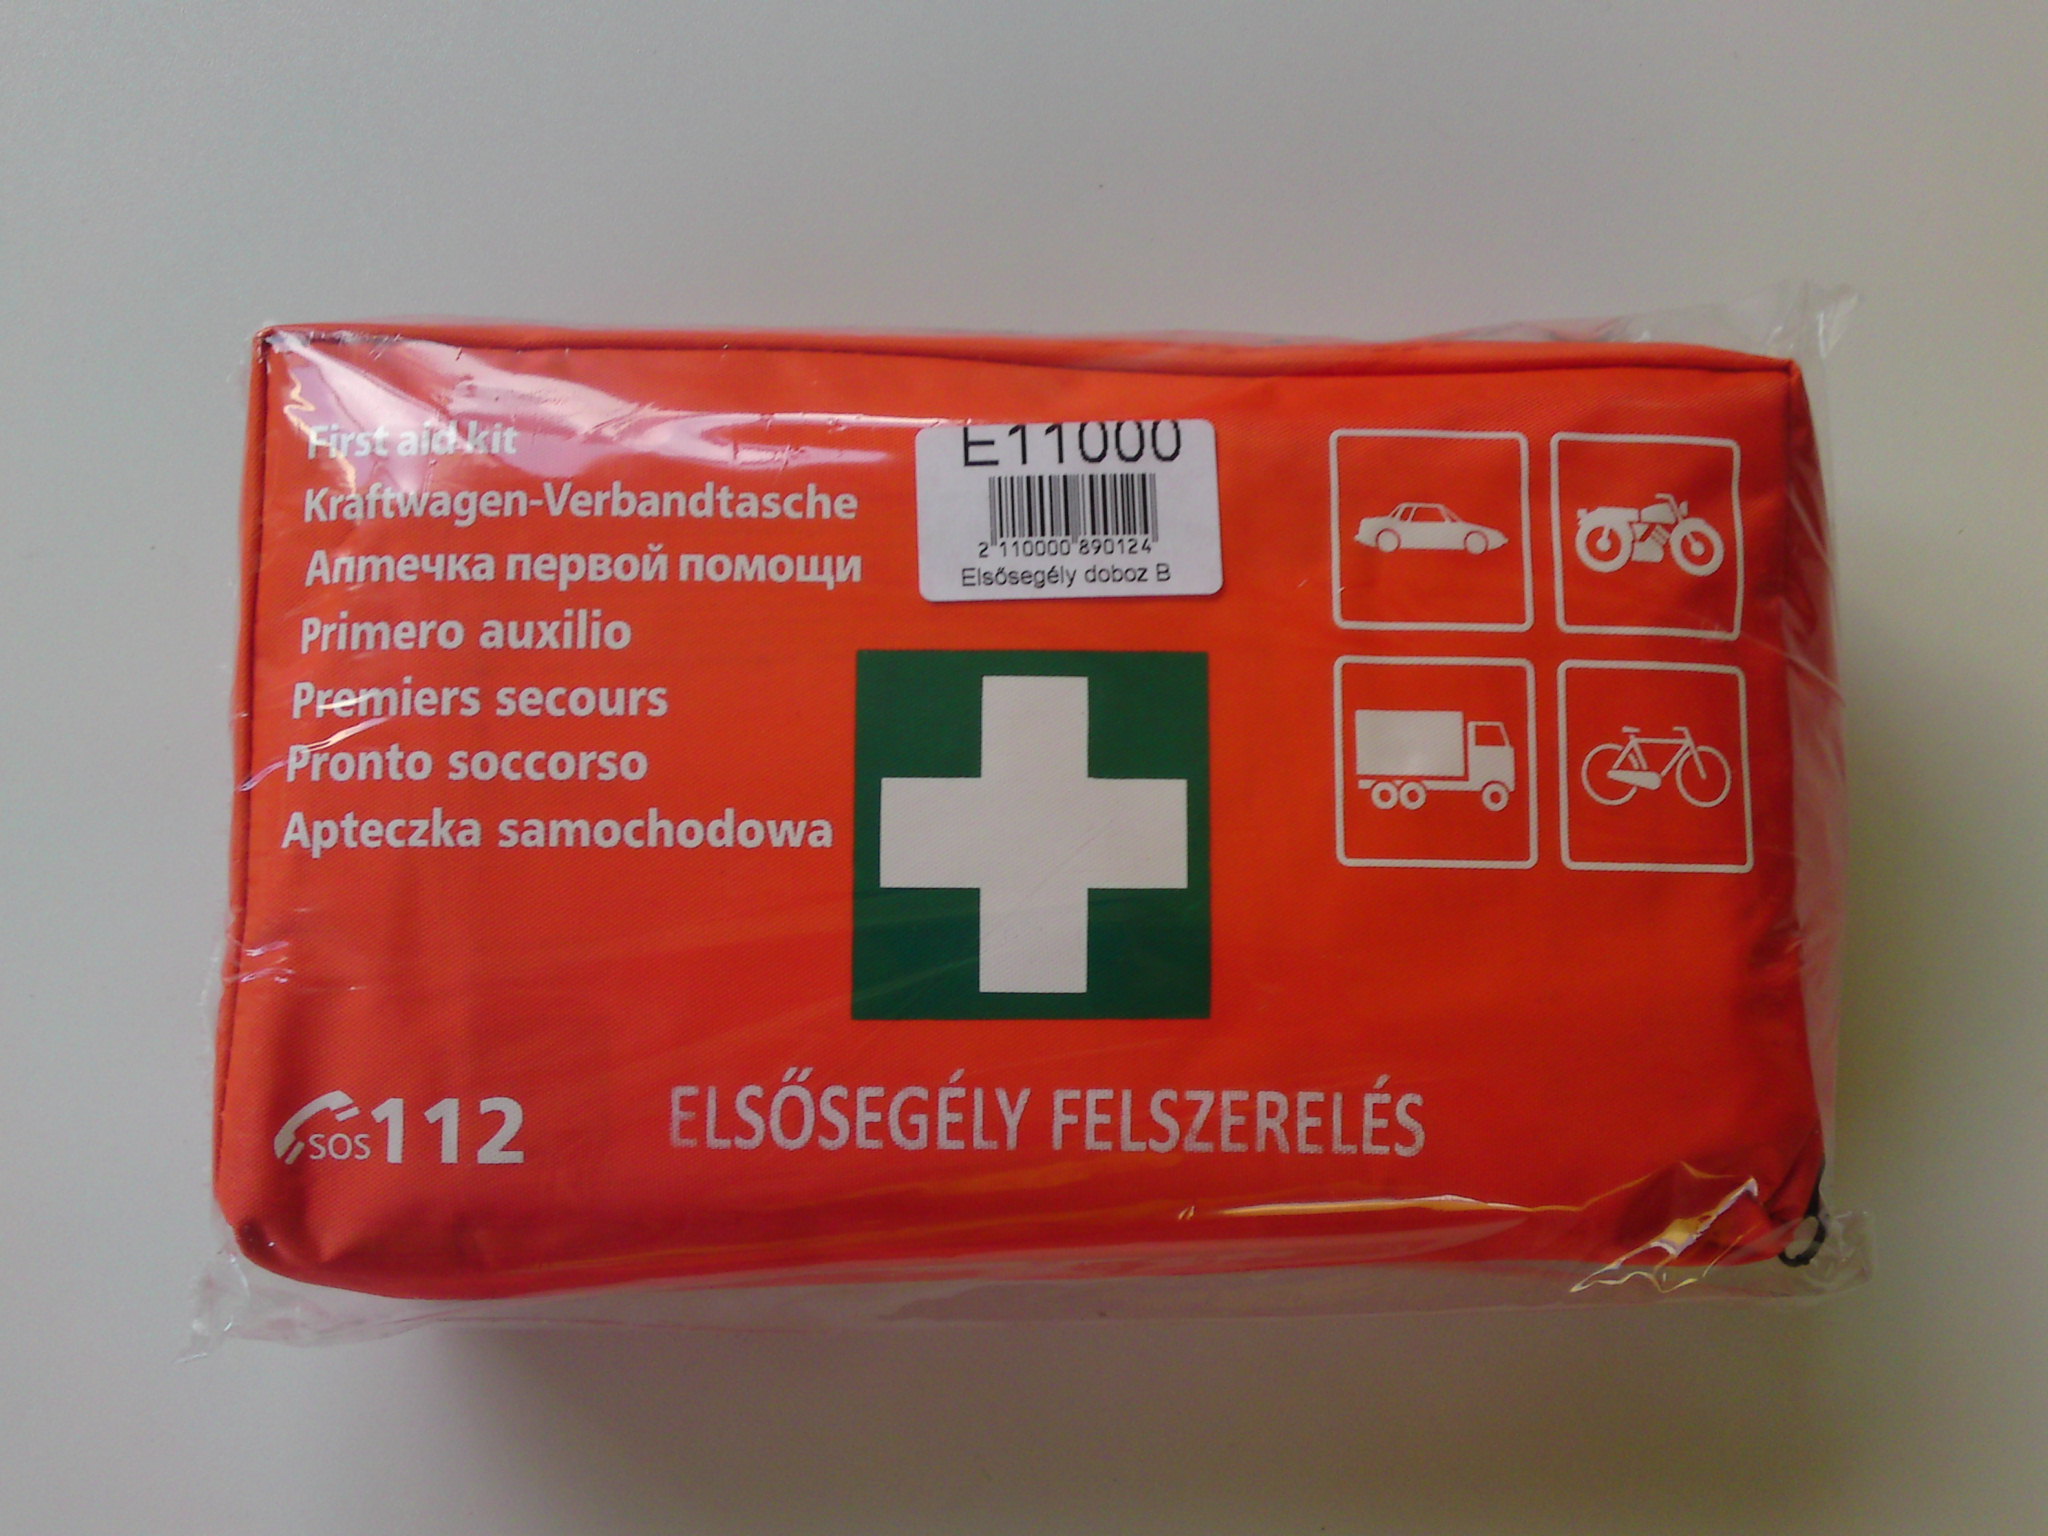 First aid kit
Kraftwagen-Verbandtasche
Аптечка первой помощи
Primero auxilio
Premiers secours
Pronto soccorso
Apteczka samochodowa
E11000
2 110000 890124
Elsősegély doboz B
SOS 112
ELSŐSEGÉLY FELSZERELÉS